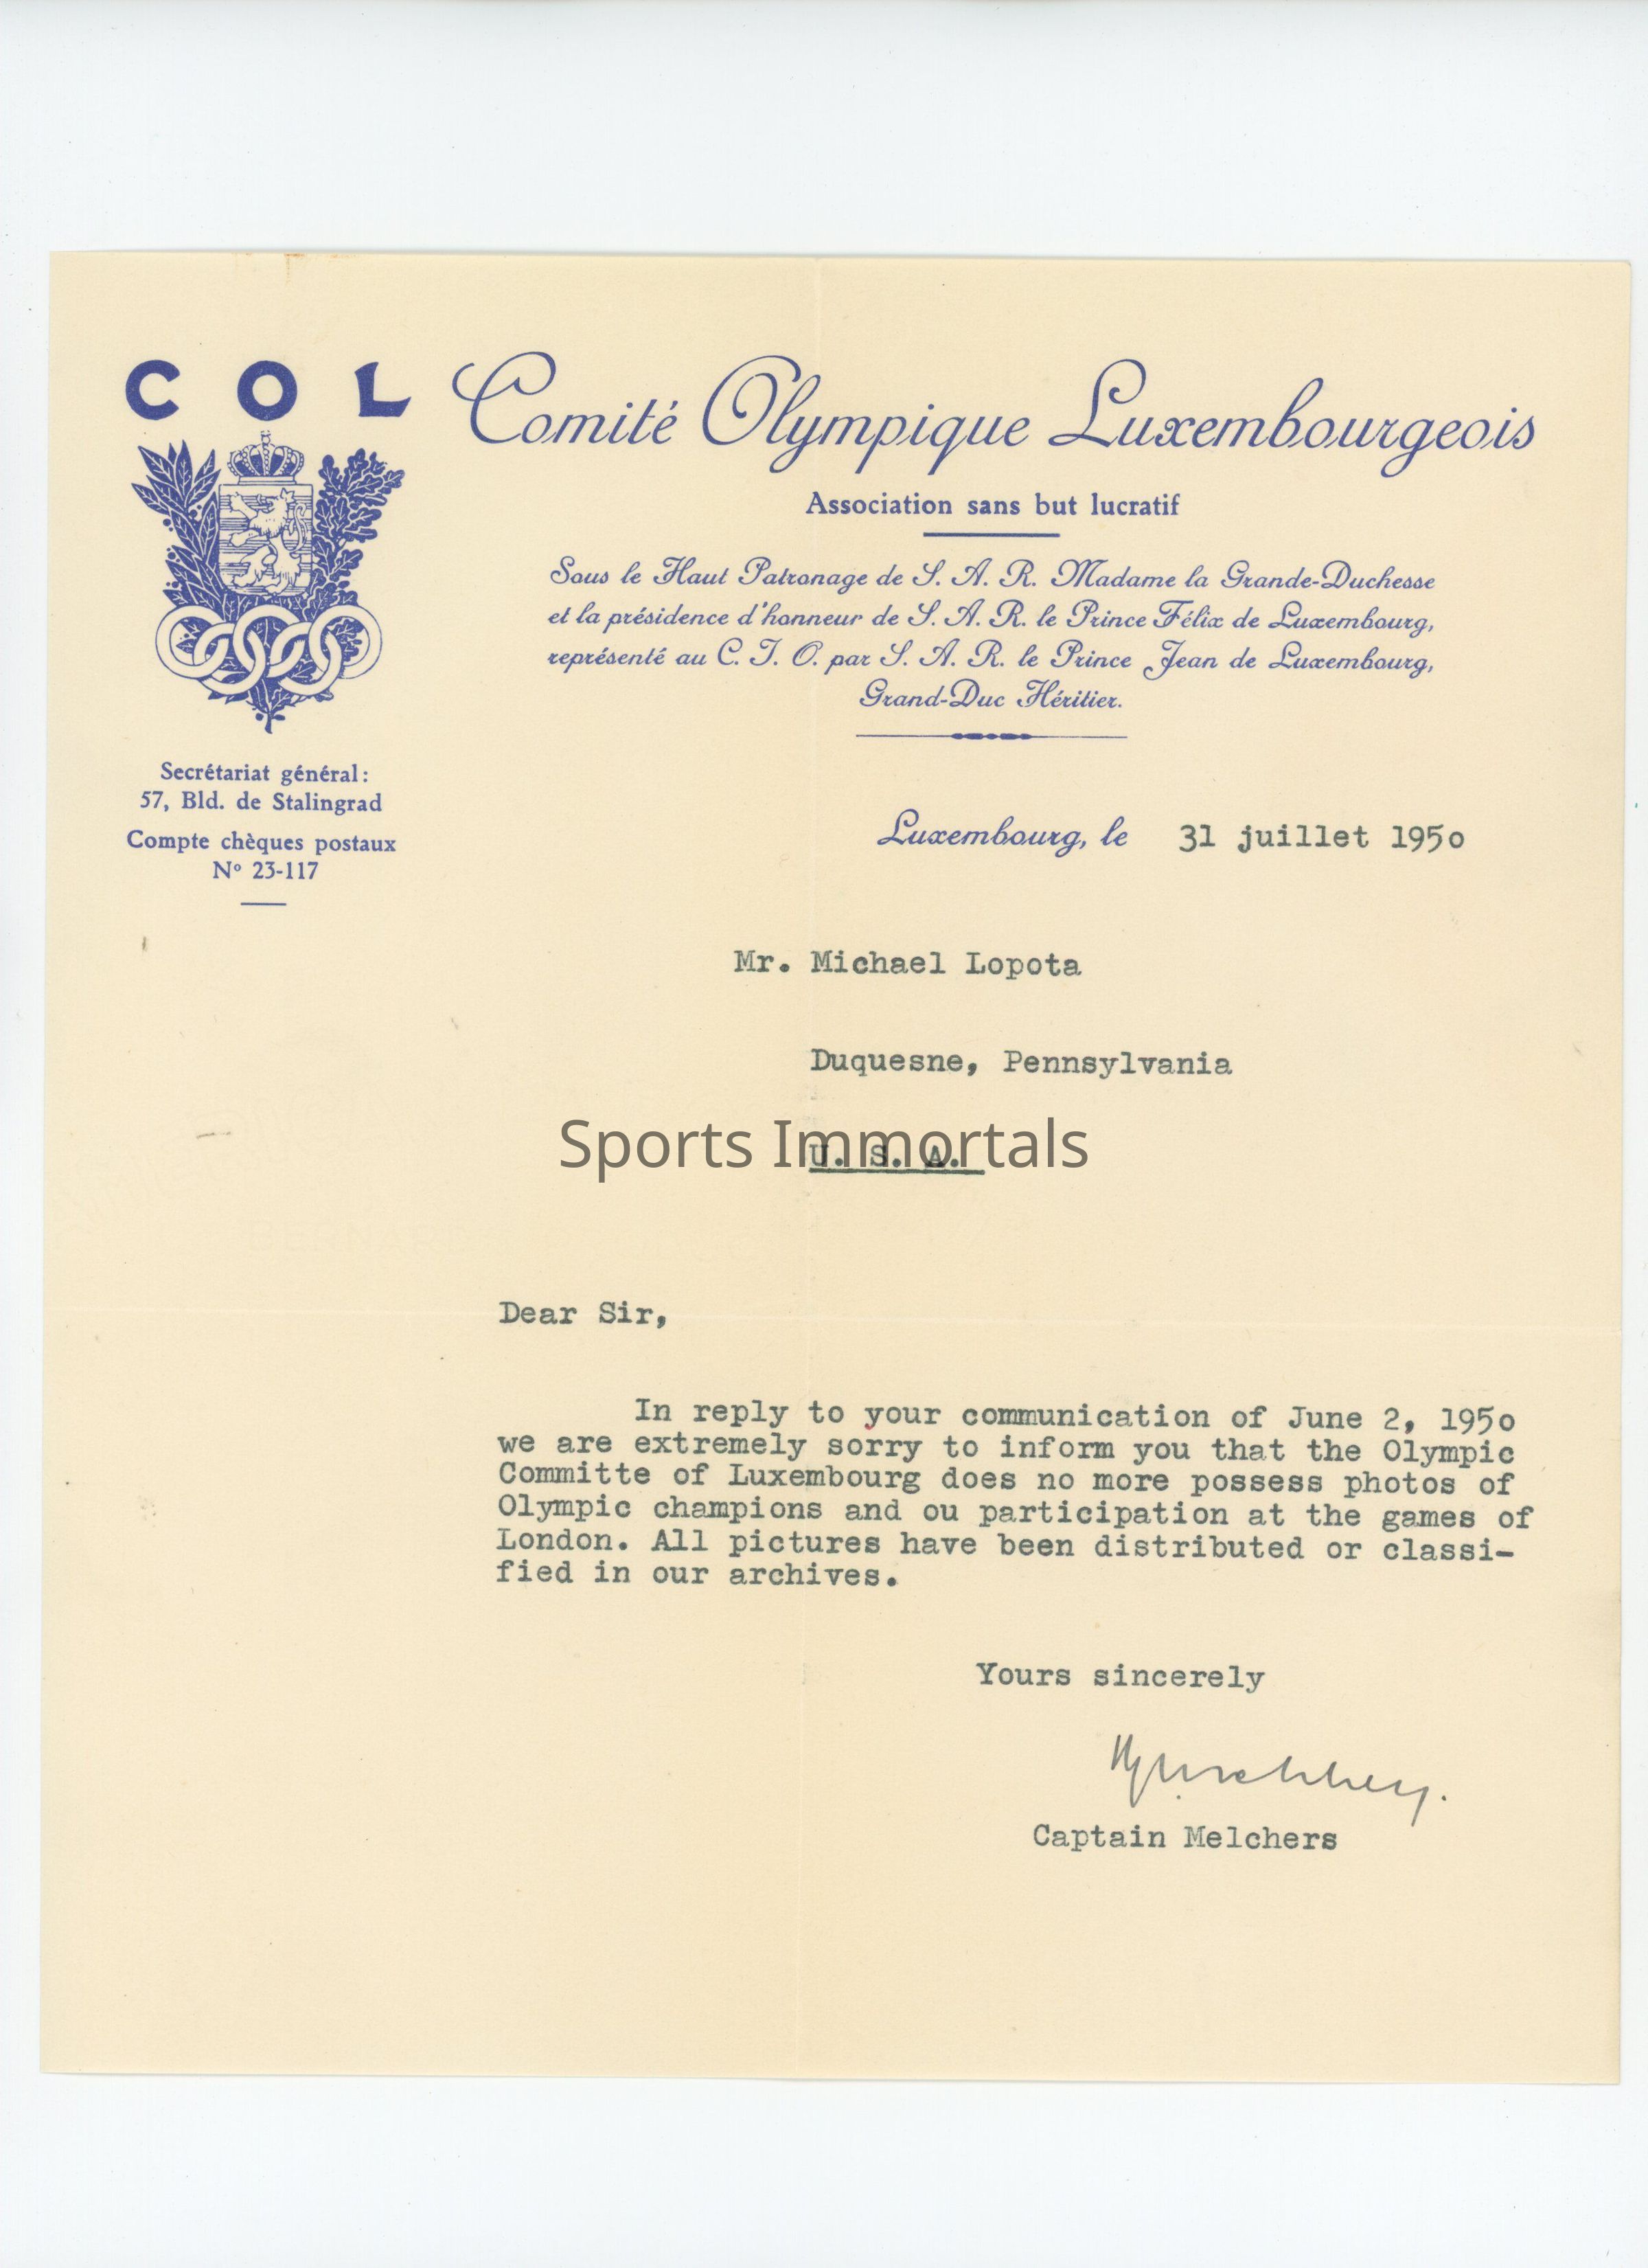 C O L
Comité Olympique Luxembourgeois
Association sans but lucratif
Sous le Haut Patronage de S. A. R. Madame la Grande-Duchesse
et la présidence d'honneur de S. A. R. le Prince Félix de Luxembourg,
représenté au C. I. O. par S. A. R. le Prince Jean de Luxembourg,
Grand-Duc Héritier.
Secrétariat général:
57, Bld. de Stalingrad
Compte chèques postaux
Nº 23-117
Luxembourg, le 31 juillet 1950
Mr. Michael Lopota
Duquesne, Pennsylvania
Sports Immortals
U. S. A.
Dear Sir,
In reply to your communication of June 2, 1950
we are extremely sorry to inform you that the Olympic
Committe of Luxembourg does no more possess photos of
Olympic champions and ou participation at the games of
London. All pictures have been distributed or classi-
fied in our archives.
Yours sincerely
Captain Melchers